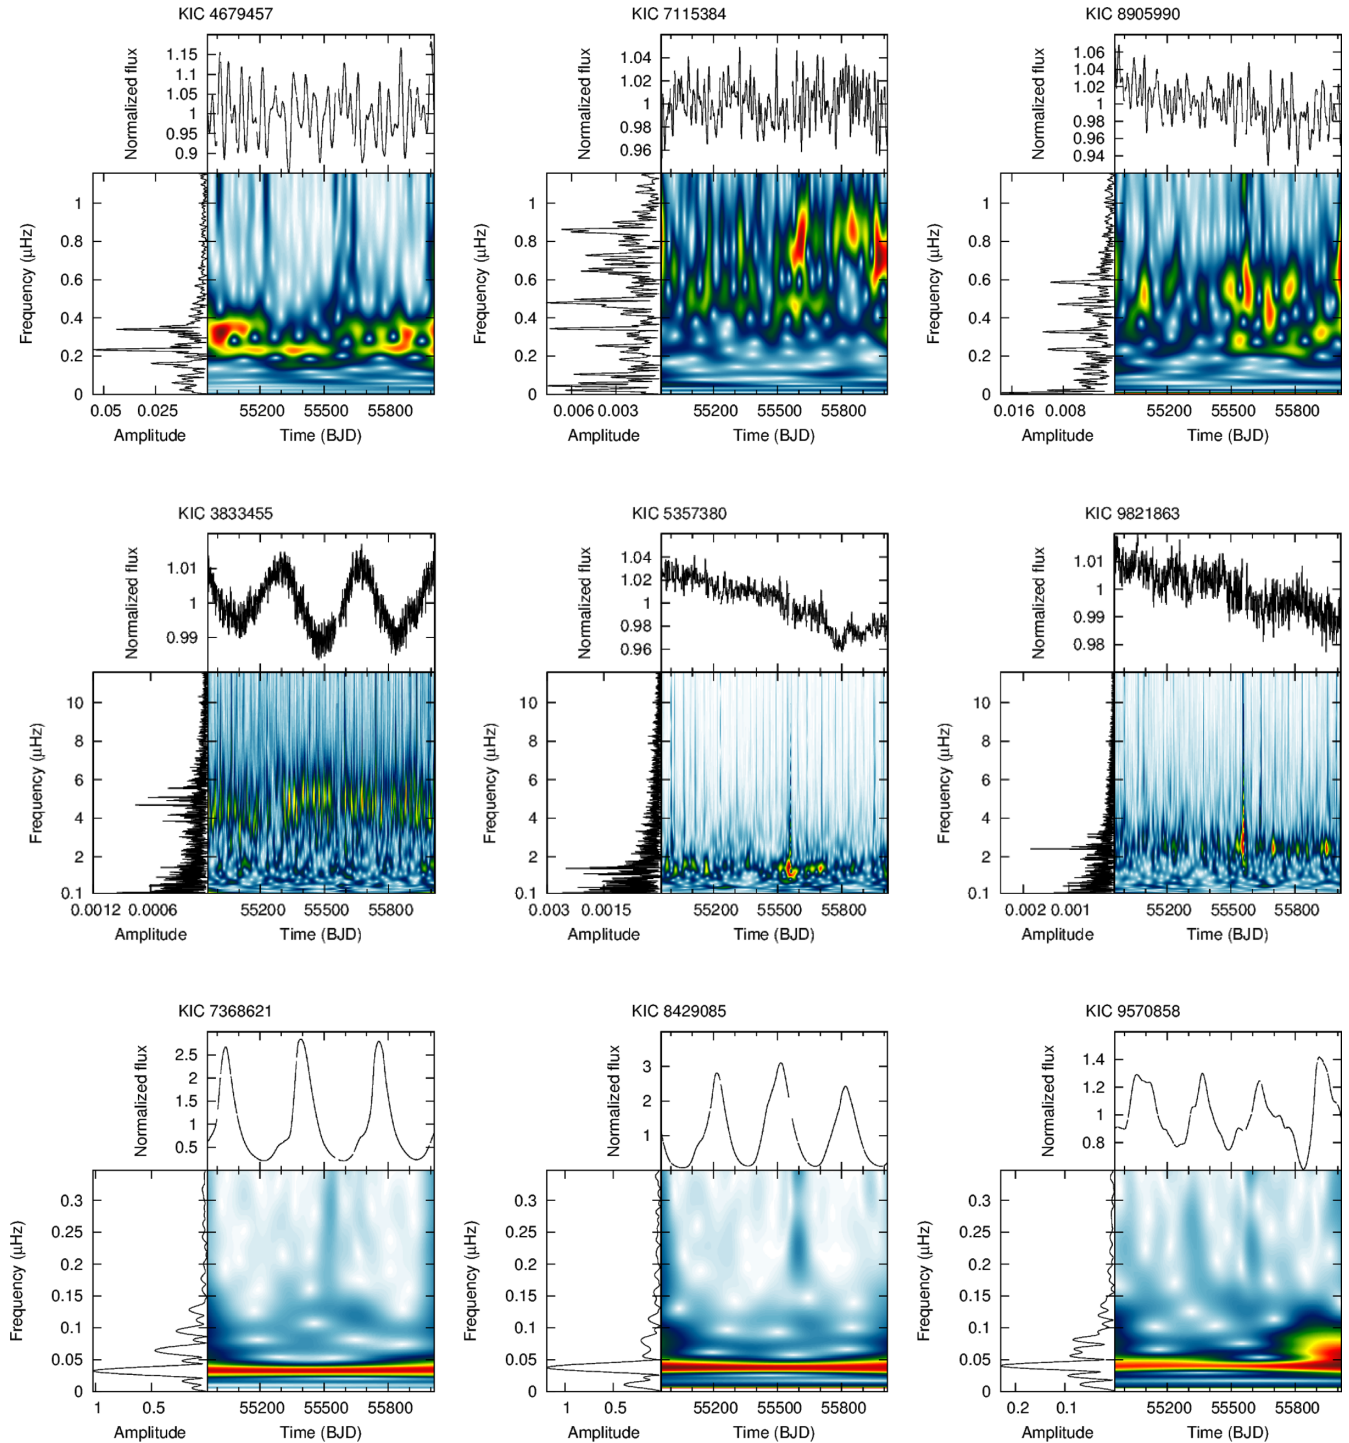 KIC 4679457
KIC 7115384
KIC 8905990
Normalized flux
1.15
1.1
1.05
1
0.95
0.9
Normalized flux
1.04
1.02
1
0.98
0.96
Normalized flux
1.06
1.04
1.02
1
0.98
0.96
0.94
Frequency (μHz)
1
0.8
0.6
0.4
0.2
0
Frequency (μHz)
1
0.8
0.6
0.4
0.2
0
Frequency (μHz)
1
0.8
0.6
0.4
0.2
0
0.05 0.025 55200 55500 55800
0.006 0.003 55200 55500 55800
0.016 0.008 55200 55500 55800
Amplitude Time (BJD)
Amplitude Time (BJD)
Amplitude Time (BJD)
KIC 3833455
KIC 5357380
KIC 9821863
Normalized flux
1.01
1
0.99
Normalized flux
1.04
1.02
1
0.98
0.96
Normalized flux
1.01
1
0.99
0.98
Frequency (μHz)
10
8
6
4
2
0.1
Frequency (μHz)
10
8
6
4
2
0.1
Frequency (μHz)
10
8
6
4
2
0.1
0.0012 0.0006 55200 55500 55800
0.003 0.0015 55200 55500 55800
0.002 0.001 55200 55500 55800
Amplitude Time (BJD)
Amplitude Time (BJD)
Amplitude Time (BJD)
KIC 7368621
KIC 8429085
KIC 9570858
Normalized flux
2.5
2
1.5
1
0.5
Normalized flux
3
2
1
Normalized flux
1.4
1.2
1
0.8
Frequency (μHz)
0.3
0.25
0.2
0.15
0.1
0.05
0
Frequency (μHz)
0.3
0.25
0.2
0.15
0.1
0.05
0
Frequency (μHz)
0.3
0.25
0.2
0.15
0.1
0.05
0
1 0.5 55200 55500 55800
1 0.5 55200 55500 55800
0.2 0.1 55200 55500 55800
Amplitude Time (BJD)
Amplitude Time (BJD)
Amplitude Time (BJD)